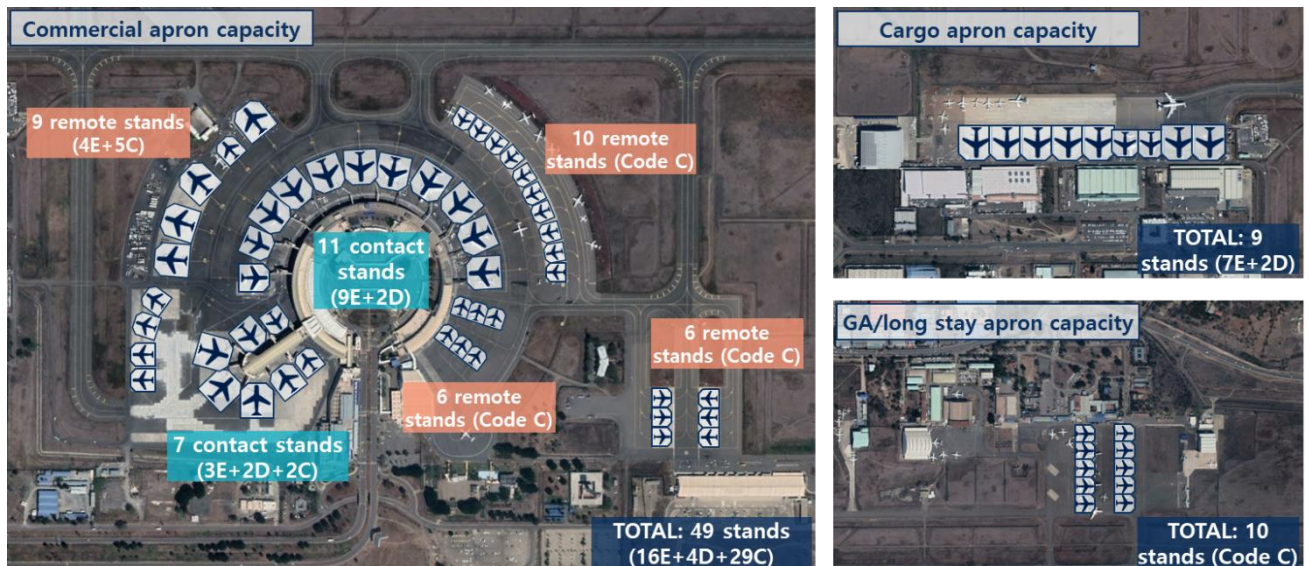 Commercial apron capacity
9 remote stands
(4E+5C)
10 remote
stands (Code C)
11 contact
stands
(9E+2D)
6 remote
stands (Code C)
6 remote
stands (Code C)
7 contact stands
(3E+2D+2C)
TOTAL: 49 stands
(16E+4D+29C)
Cargo apron capacity
TOTAL: 9
stands (7E+2D)
GA/long stay apron capacity
TOTAL: 10
stands (Code C)